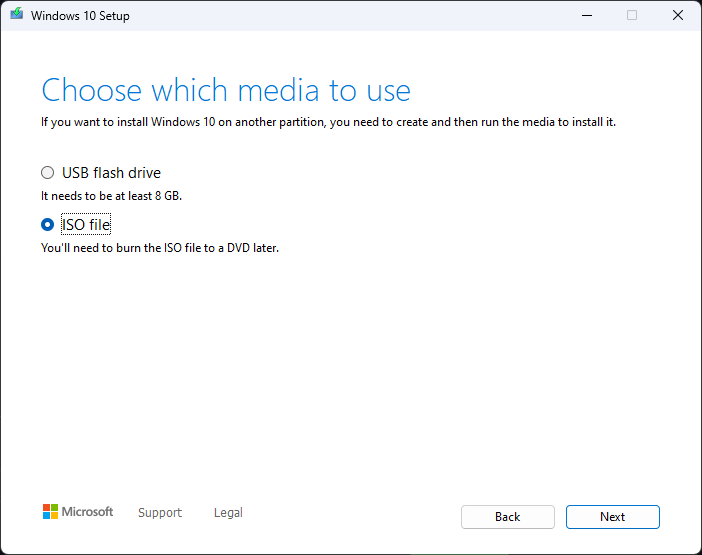 Windows 10 Setup
Choose which media to use
If you want to install Windows 10 on another partition, you need to create and then run the media to install it.
USB flash drive
It needs to be at least 8 GB.
ISO file
You'll need to burn the ISO file to a DVD later.
Microsoft Support Legal Back Next